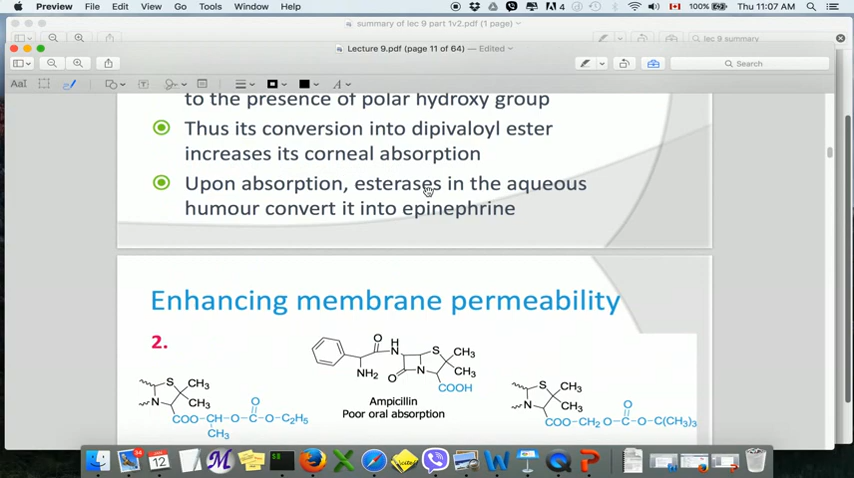 Preview File Edit View Go Tools Window Help
4 100% Thu 11:07 AM
summary of lec 9 part 1v2.pdf (1 page)
lec 9 summary
Lecture 9.pdf (page 11 of 64) — Edited
Search
AaI
to the presence of polar hydroxy group
Thus its conversion into dipivaloyl ester
increases its corneal absorption
Upon absorption, esterases in the aqueous
humour convert it into epinephrine
Enhancing membrane permeability
2.
S CH3
N CH3
COO-CH-O-C-O-C2H5
O
CH3
O H
N S CH3
CH3
NH2 O N
COOH
Ampicillin
Poor oral absorption
S CH3
N CH3
O
COO-CH2 O-C-O-C(CH3)3
12